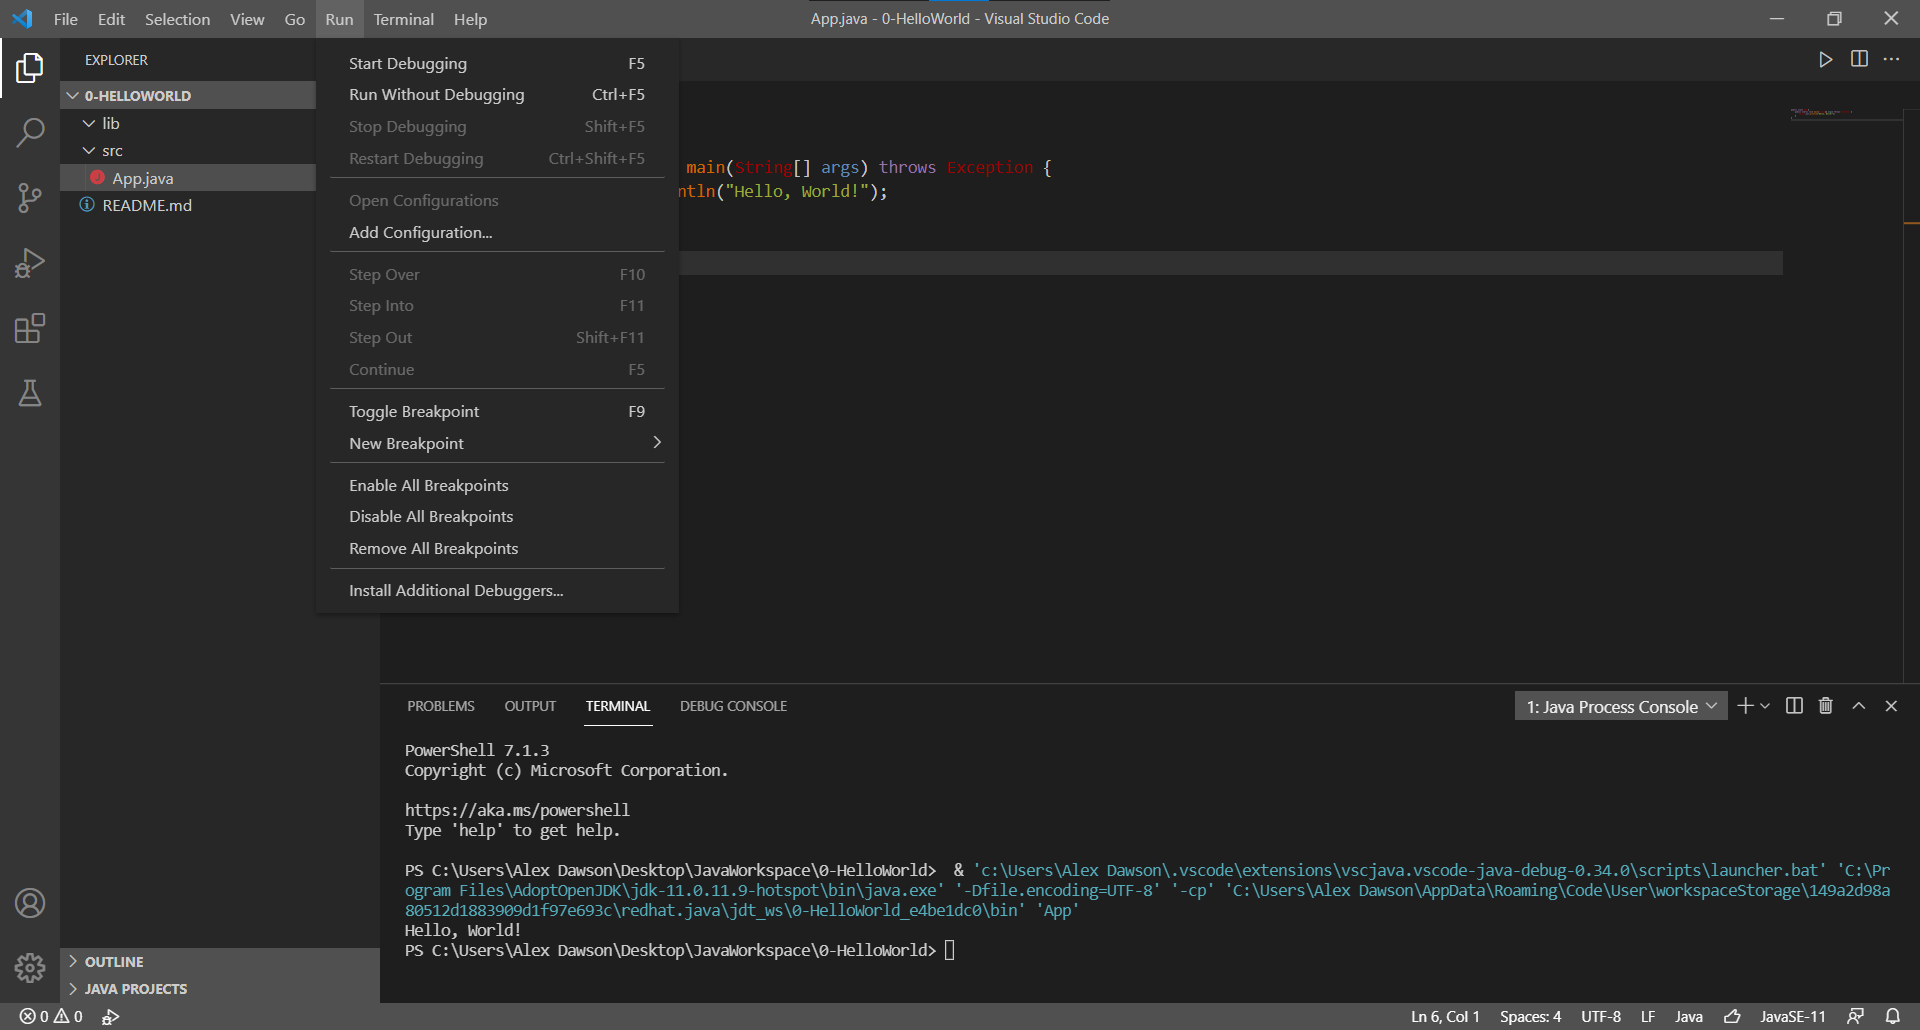 File Edit Selection View Go Run Terminal Help
App.java - 0-HelloWorld - Visual Studio Code
EXPLORER
0-HELLOWORLD
lib
src
App.java
README.md
OUTLINE
JAVA PROJECTS
Start Debugging F5
Run Without Debugging Ctrl+F5
Stop Debugging Shift+F5
Restart Debugging Ctrl+Shift+F5
Open Configurations
Add Configuration...
Step Over F10
Step Into F11
Step Out Shift+F11
Continue F5
Toggle Breakpoint F9
New Breakpoint
Enable All Breakpoints
Disable All Breakpoints
Remove All Breakpoints
Install Additional Debuggers...
main(String[] args) throws Exception {
ntln("Hello, World!");
PROBLEMS OUTPUT TERMINAL DEBUG CONSOLE
1: Java Process Console
PowerShell 7.1.3
Copyright (c) Microsoft Corporation.
https://aka.ms/powershell
Type 'help' to get help.
PS C:\Users\Alex Dawson\Desktop\JavaWorkspace\0-HelloWorld>  & 'c:\Users\Alex Dawson\.vscode\extensions\vscjava.vscode-java-debug-0.34.0\scripts\launcher.bat' 'C:\Pr
ogram Files\AdoptOpenJDK\jdk-11.0.11.9-hotspot\bin\java.exe' '-Dfile.encoding=UTF-8' '-cp' 'C:\Users\Alex Dawson\AppData\Roaming\Code\User\workspaceStorage\149a2d98a
80512d1883909d1f97e693c\redhat.java\jdt_ws\0-HelloWorld_e4be1dc0\bin' 'App'
Hello, World!
PS C:\Users\Alex Dawson\Desktop\JavaWorkspace\0-HelloWorld>
0 0
Ln 6, Col 1 Spaces: 4 UTF-8 LF Java JavaSE-11